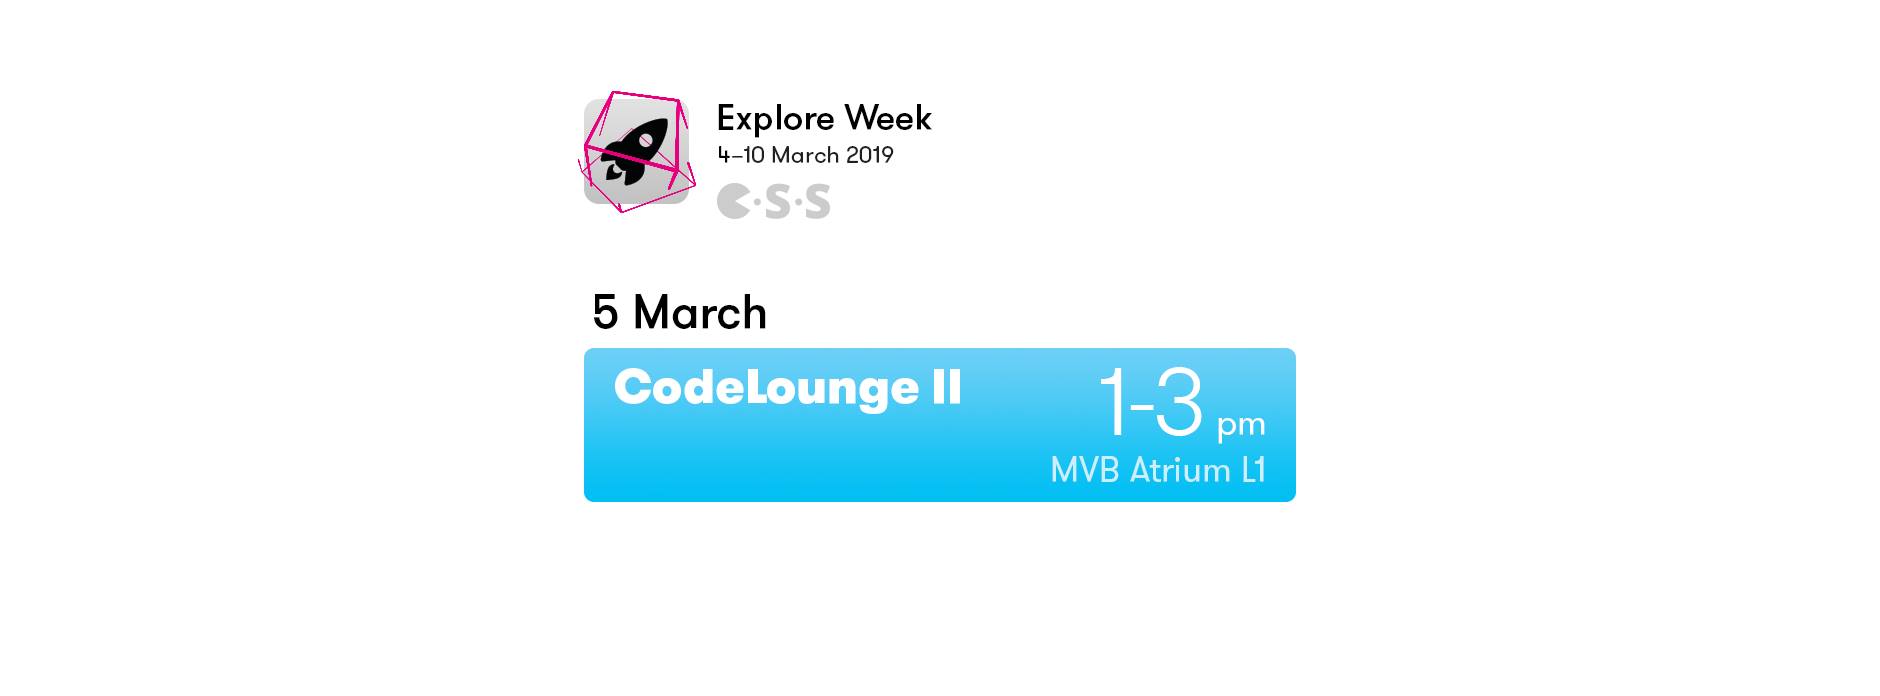 Explore Week
4–10 March 2019
C·S·S
5 March
CodeLounge II
1-3 pm
MVB Atrium L1